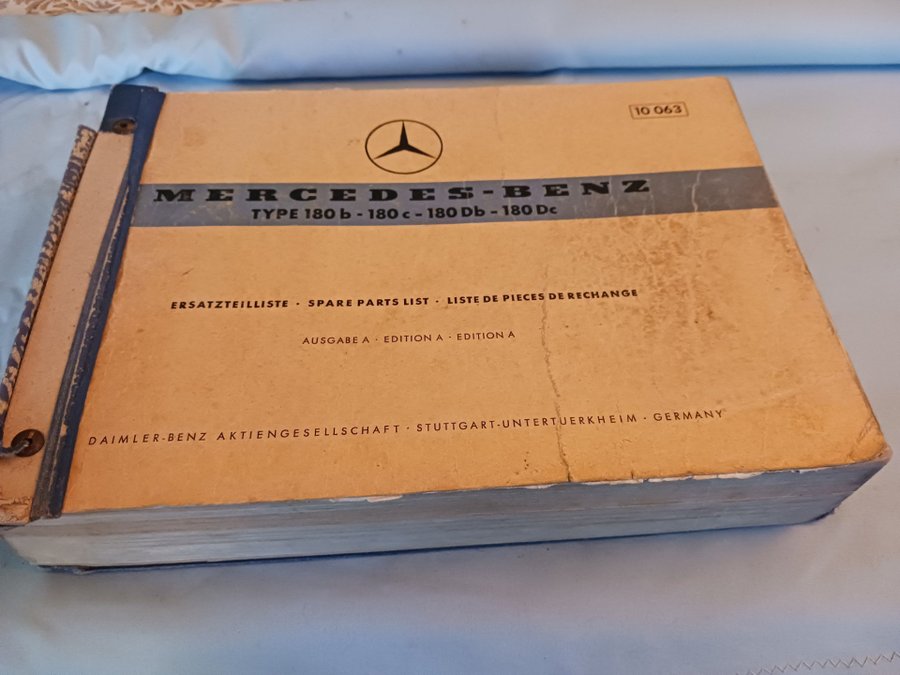 10 063
MERCEDES-BENZ
TYPE 180 b - 180 c - 180 Db - 180 Dc
ERSATZTEILLISTE · SPARE PARTS LIST · LISTE DE PIECES DE RECHANGE
AUSGABE A · EDITION A · EDITION A
DAIMLER-BENZ AKTIENGESELLSCHAFT · STUTTGART-UNTERTUERKHEIM · GERMANY